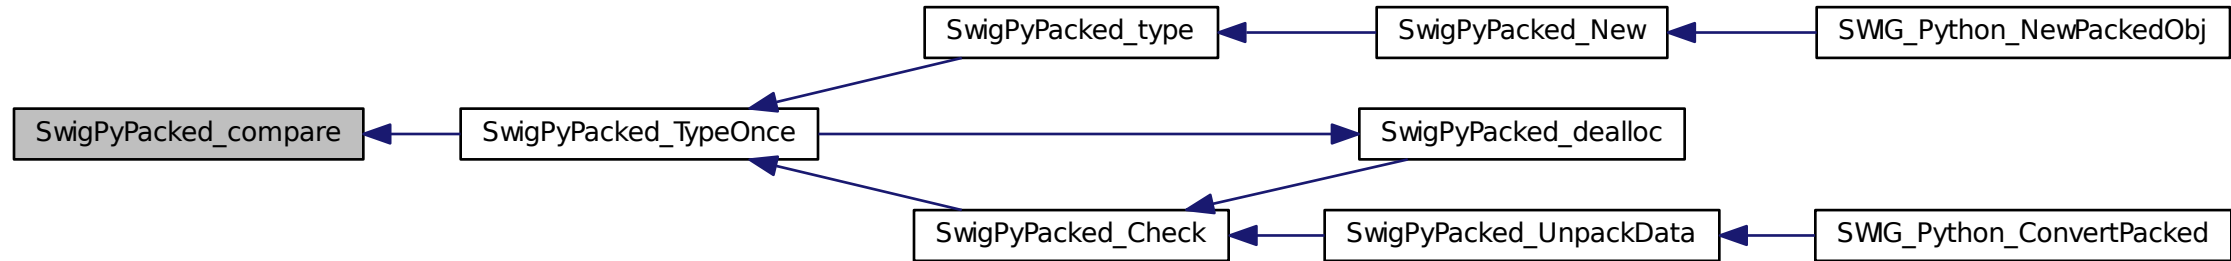 SwigPyPacked_type
SwigPyPacked_New
SWIG_Python_NewPackedObj
SwigPyPacked_compare
SwigPyPacked_TypeOnce
SwigPyPacked_dealloc
SwigPyPacked_Check
SwigPyPacked_UnpackData
SWIG_Python_ConvertPacked